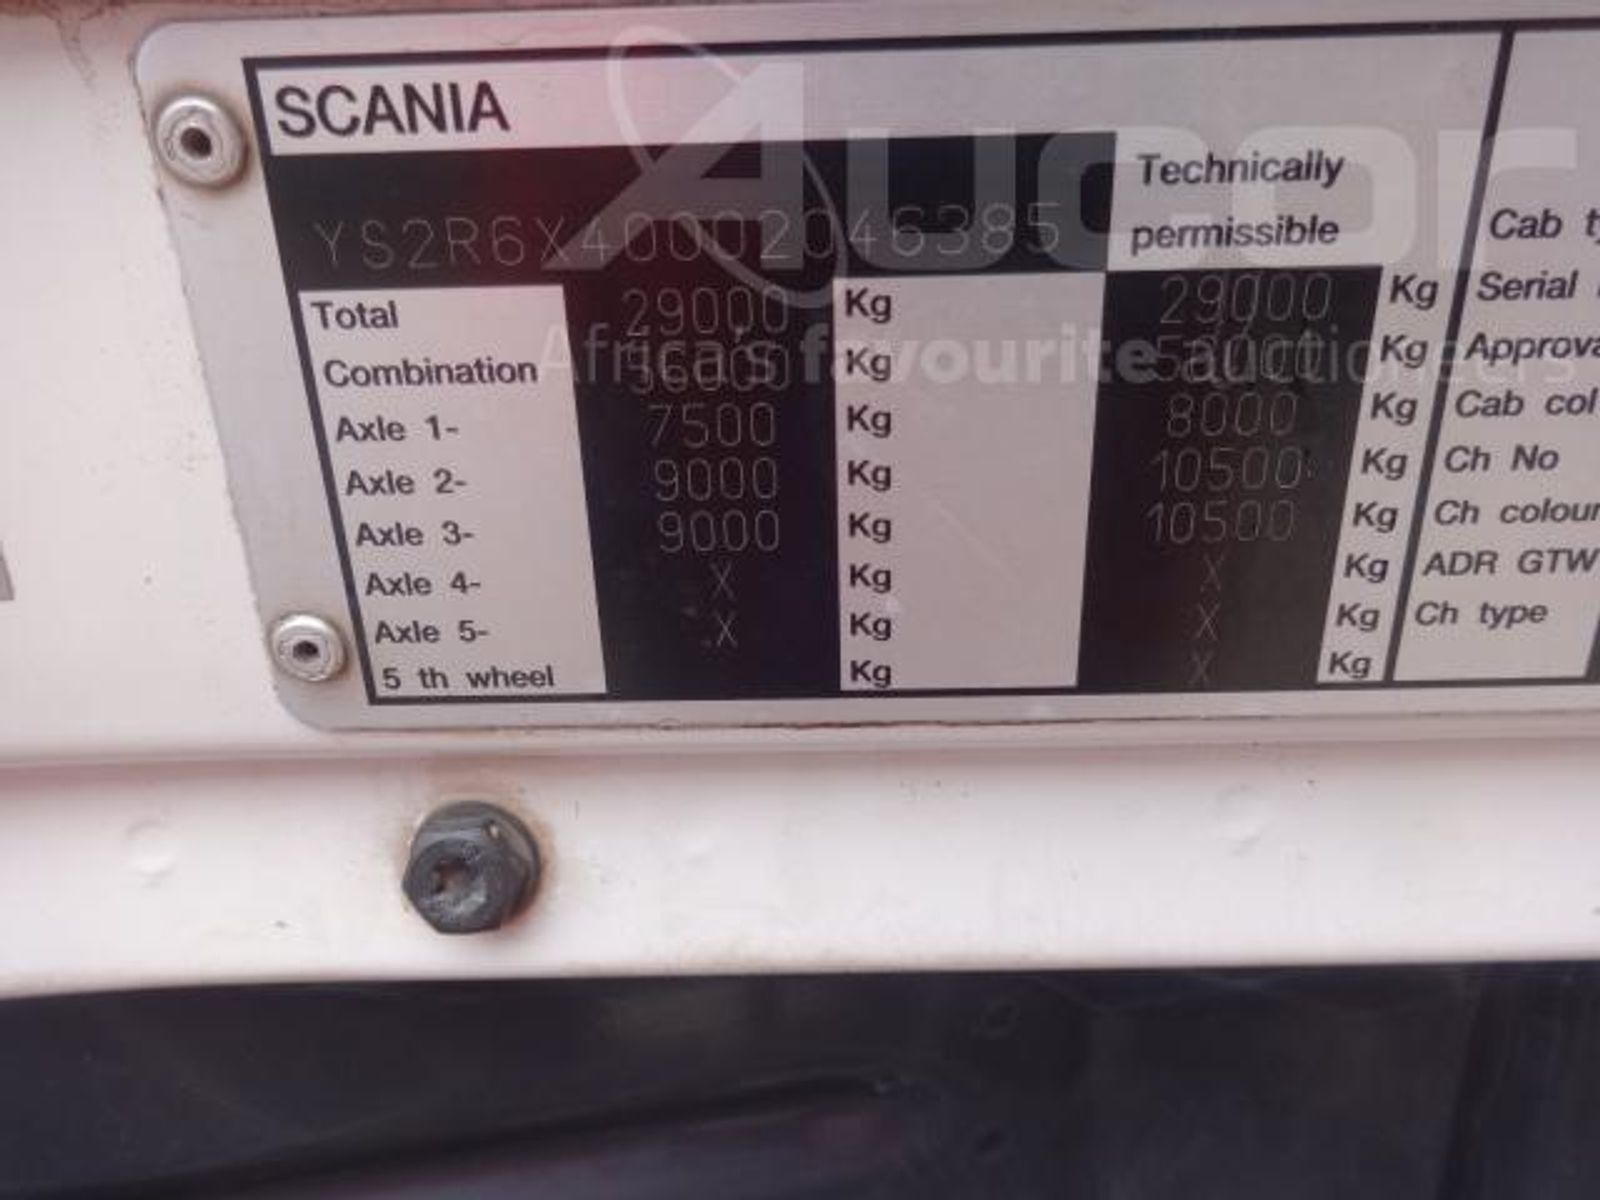 SCANIA
YS2R6X40002046385
Technically
permissible
Total 29000 Kg 29000 Kg
Combination 56000 Kg 56000 Kg
Axle 1- 7500 Kg 8000 Kg
Axle 2- 9000 Kg 10500 Kg
Axle 3- 9000 Kg 10500 Kg
Axle 4- X Kg X Kg
Axle 5- X Kg X Kg
5 th wheel Kg X Kg
Cab
Serial
Approva
Cab col
Ch No
Ch colour
ADR GTW
Ch type
Aucor
Africa's favourite auctioneers